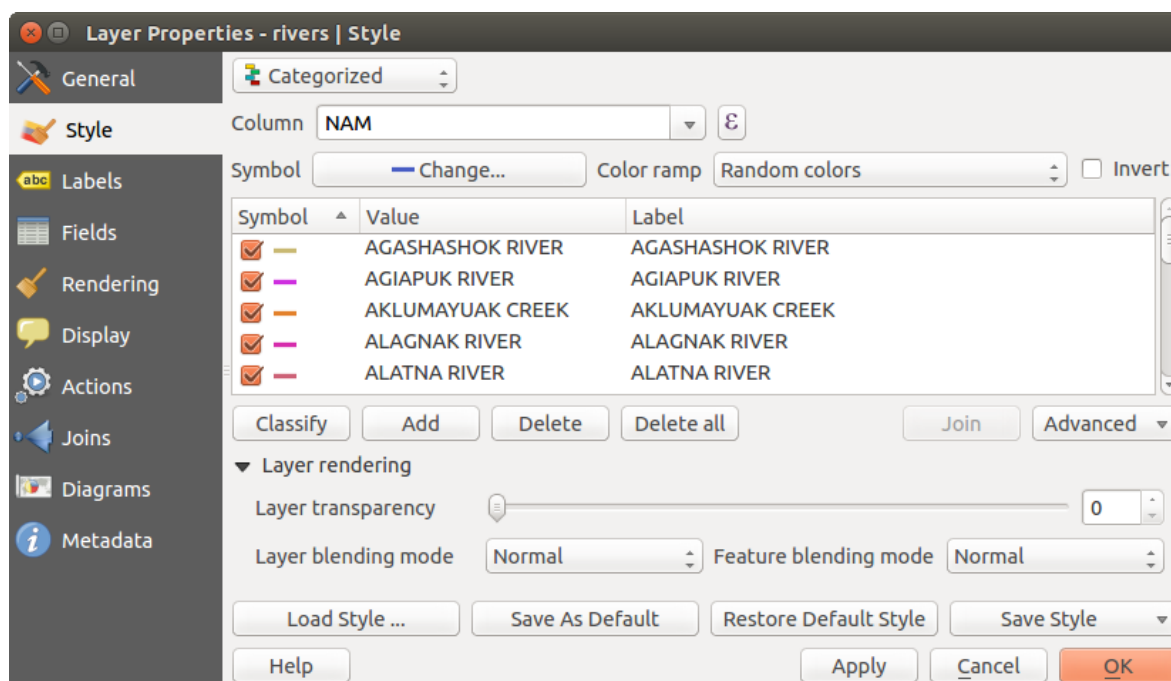 Layer Properties - rivers | Style
General
Style
abc Labels
Fields
Rendering
Display
Actions
Joins
Diagrams
i Metadata
Categorized
Column NAM ε
Symbol Change... Color ramp Random colors Invert
Symbol Value Label
AGASHASHOK RIVER AGASHASHOK RIVER
AGIAPUK RIVER AGIAPUK RIVER
AKLUMAYUAK CREEK AKLUMAYUAK CREEK
ALAGNAK RIVER ALAGNAK RIVER
ALATNA RIVER ALATNA RIVER
Classify Add Delete Delete all Join Advanced
Layer rendering
Layer transparency 0
Layer blending mode Normal Feature blending mode Normal
Load Style ... Save As Default Restore Default Style Save Style
Help Apply Cancel OK